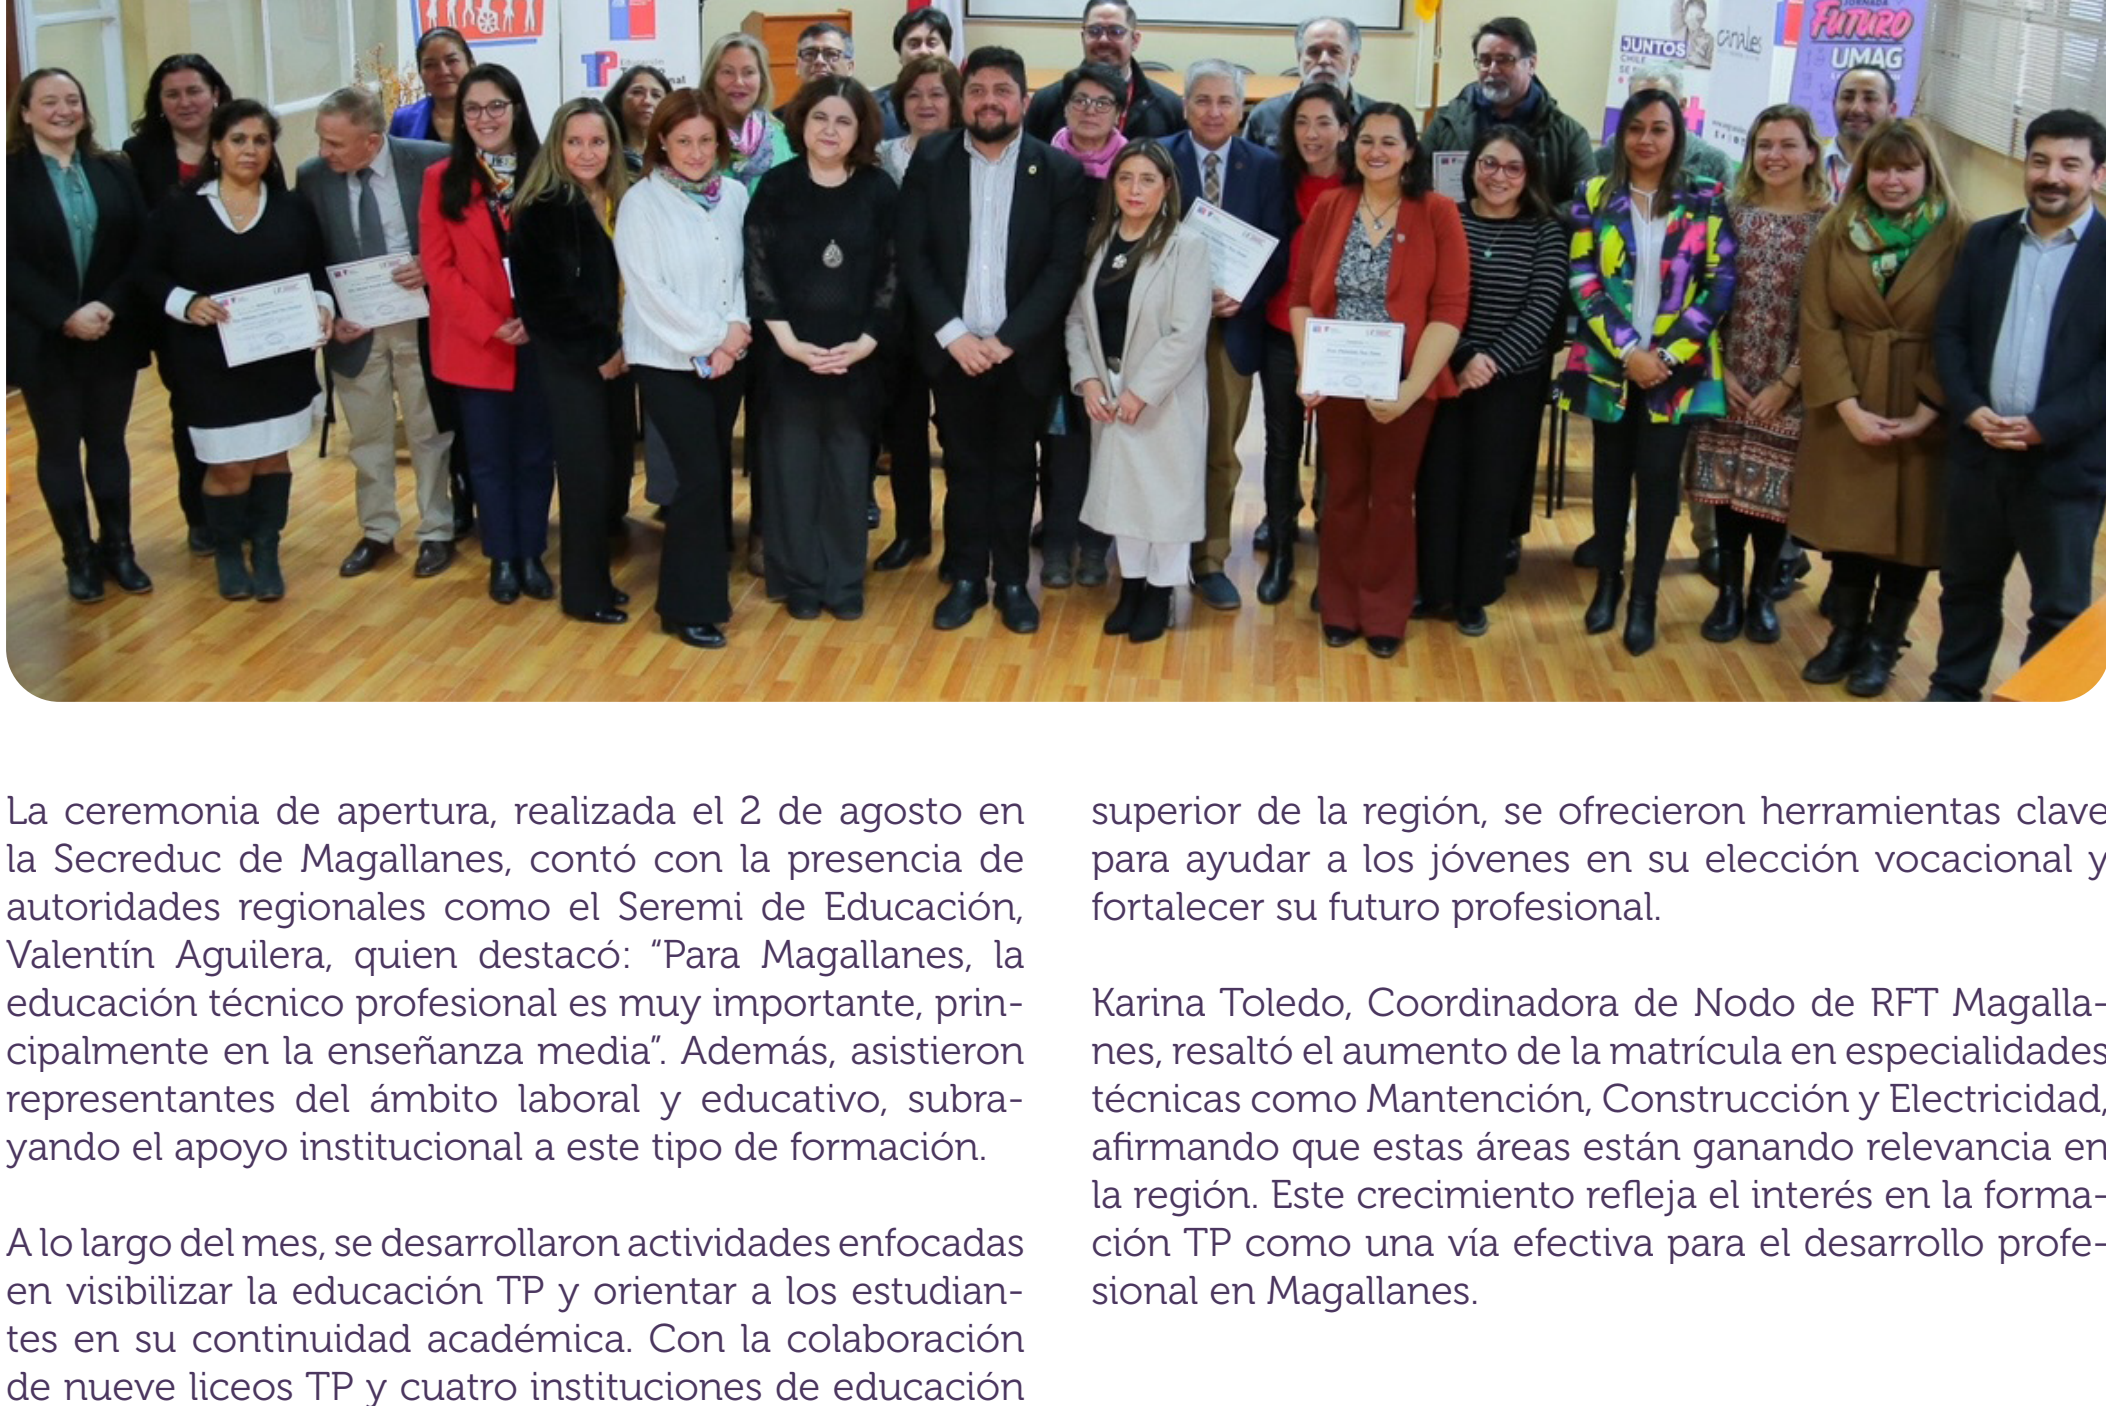 JUNTOS
CHILE
SE
canales
JORNADA
FUTURO
UMAG
Educación
TP
La ceremonia de apertura, realizada el 2 de agosto en
la Secreduc de Magallanes, contó con la presencia de
autoridades regionales como el Seremi de Educación,
Valentín Aguilera, quien destacó: “Para Magallanes, la
educación técnico profesional es muy importante, prin-
cipalmente en la enseñanza media”. Además, asistieron
representantes del ámbito laboral y educativo, subra-
yando el apoyo institucional a este tipo de formación.
A lo largo del mes, se desarrollaron actividades enfocadas
en visibilizar la educación TP y orientar a los estudian-
tes en su continuidad académica. Con la colaboración
de nueve liceos TP y cuatro instituciones de educación
superior de la región, se ofrecieron herramientas clave
para ayudar a los jóvenes en su elección vocacional y
fortalecer su futuro profesional.
Karina Toledo, Coordinadora de Nodo de RFT Magalla-
nes, resaltó el aumento de la matrícula en especialidades
técnicas como Mantención, Construcción y Electricidad,
afirmando que estas áreas están ganando relevancia en
la región. Este crecimiento refleja el interés en la forma-
ción TP como una vía efectiva para el desarrollo profe-
sional en Magallanes.